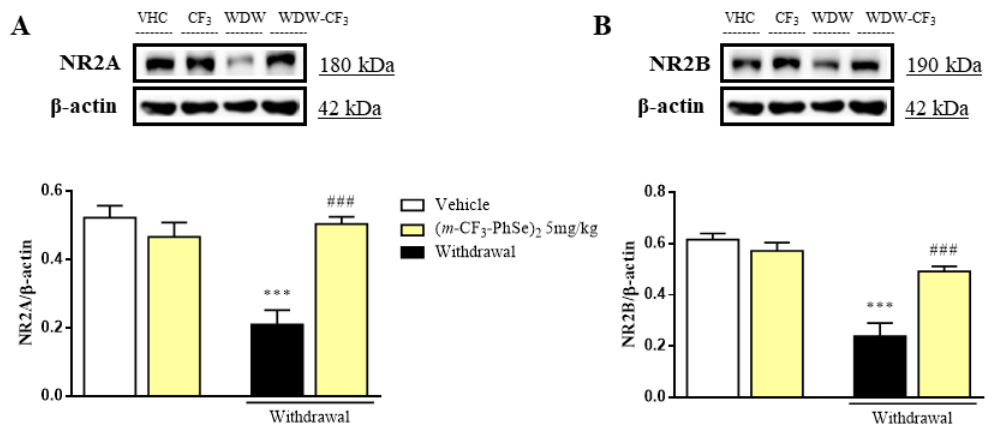 A
VHC CF3 WDW WDW-CF3
NR2A
180 kDa
β-actin
42 kDa
NR2A/β-actin
0.6
0.4
0.2
0.0
***
###
Withdrawal
Vehicle
(m-CF3-PhSe)2 5mg/kg
Withdrawal
B
VHC CF3 WDW WDW-CF3
NR2B
190 kDa
β-actin
42 kDa
NR2B/β-actin
0.8
0.6
0.4
0.2
0.0
***
###
Withdrawal